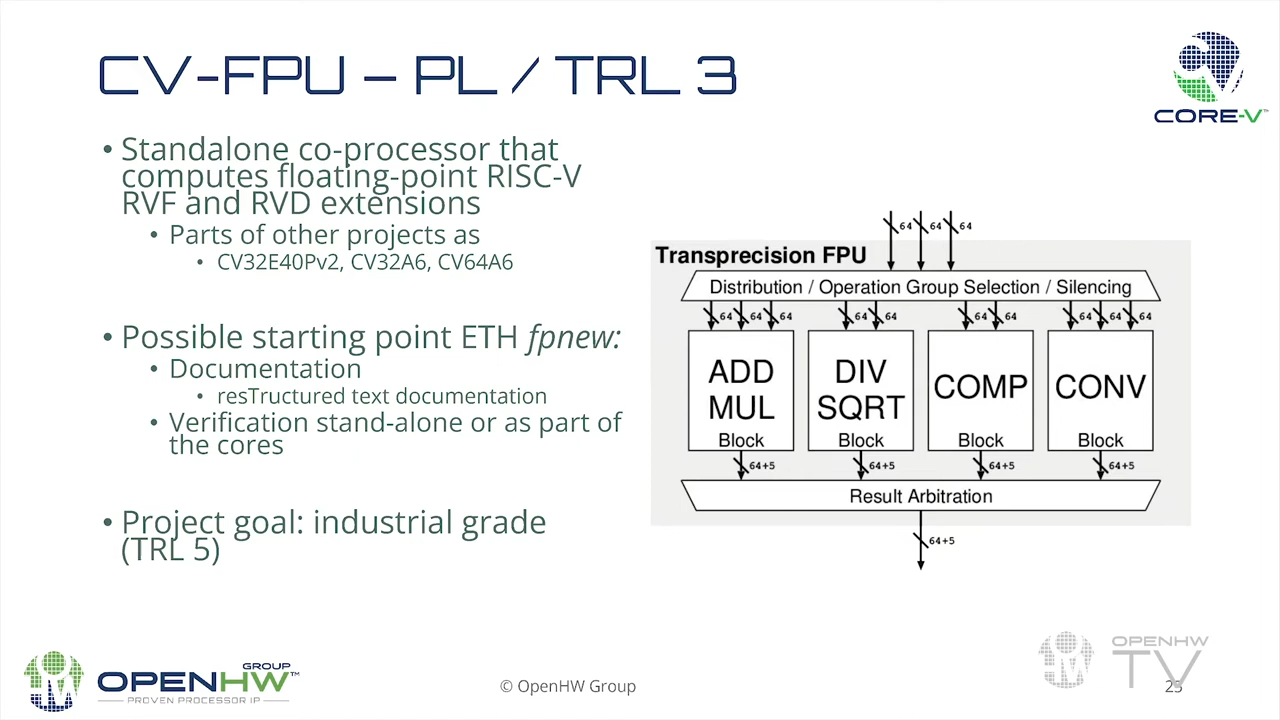 CV-FPU – PL / TRL 3
CORE-V™
• Standalone co-processor that
computes floating-point RISC-V
RVF and RVD extensions
• Parts of other projects as
• CV32E40Pv2, CV32A6, CV64A6
• Possible starting point ETH fpnew:
• Documentation
• resTructured text documentation
• Verification stand-alone or as part of
the cores
• Project goal: industrial grade
(TRL 5)
64 64 64
Transprecision FPU
Distribution / Operation Group Selection / Silencing
64 64 64 64 64 64 64 64 64 64
ADD
MUL
Block
DIV
SQRT
Block
COMP
Block
CONV
Block
64+5 64+5 64+5 64+5
Result Arbitration
64+5
OPENHW™
GROUP
PROVEN PROCESSOR IP
© OpenHW Group
OPENHW
TV
23